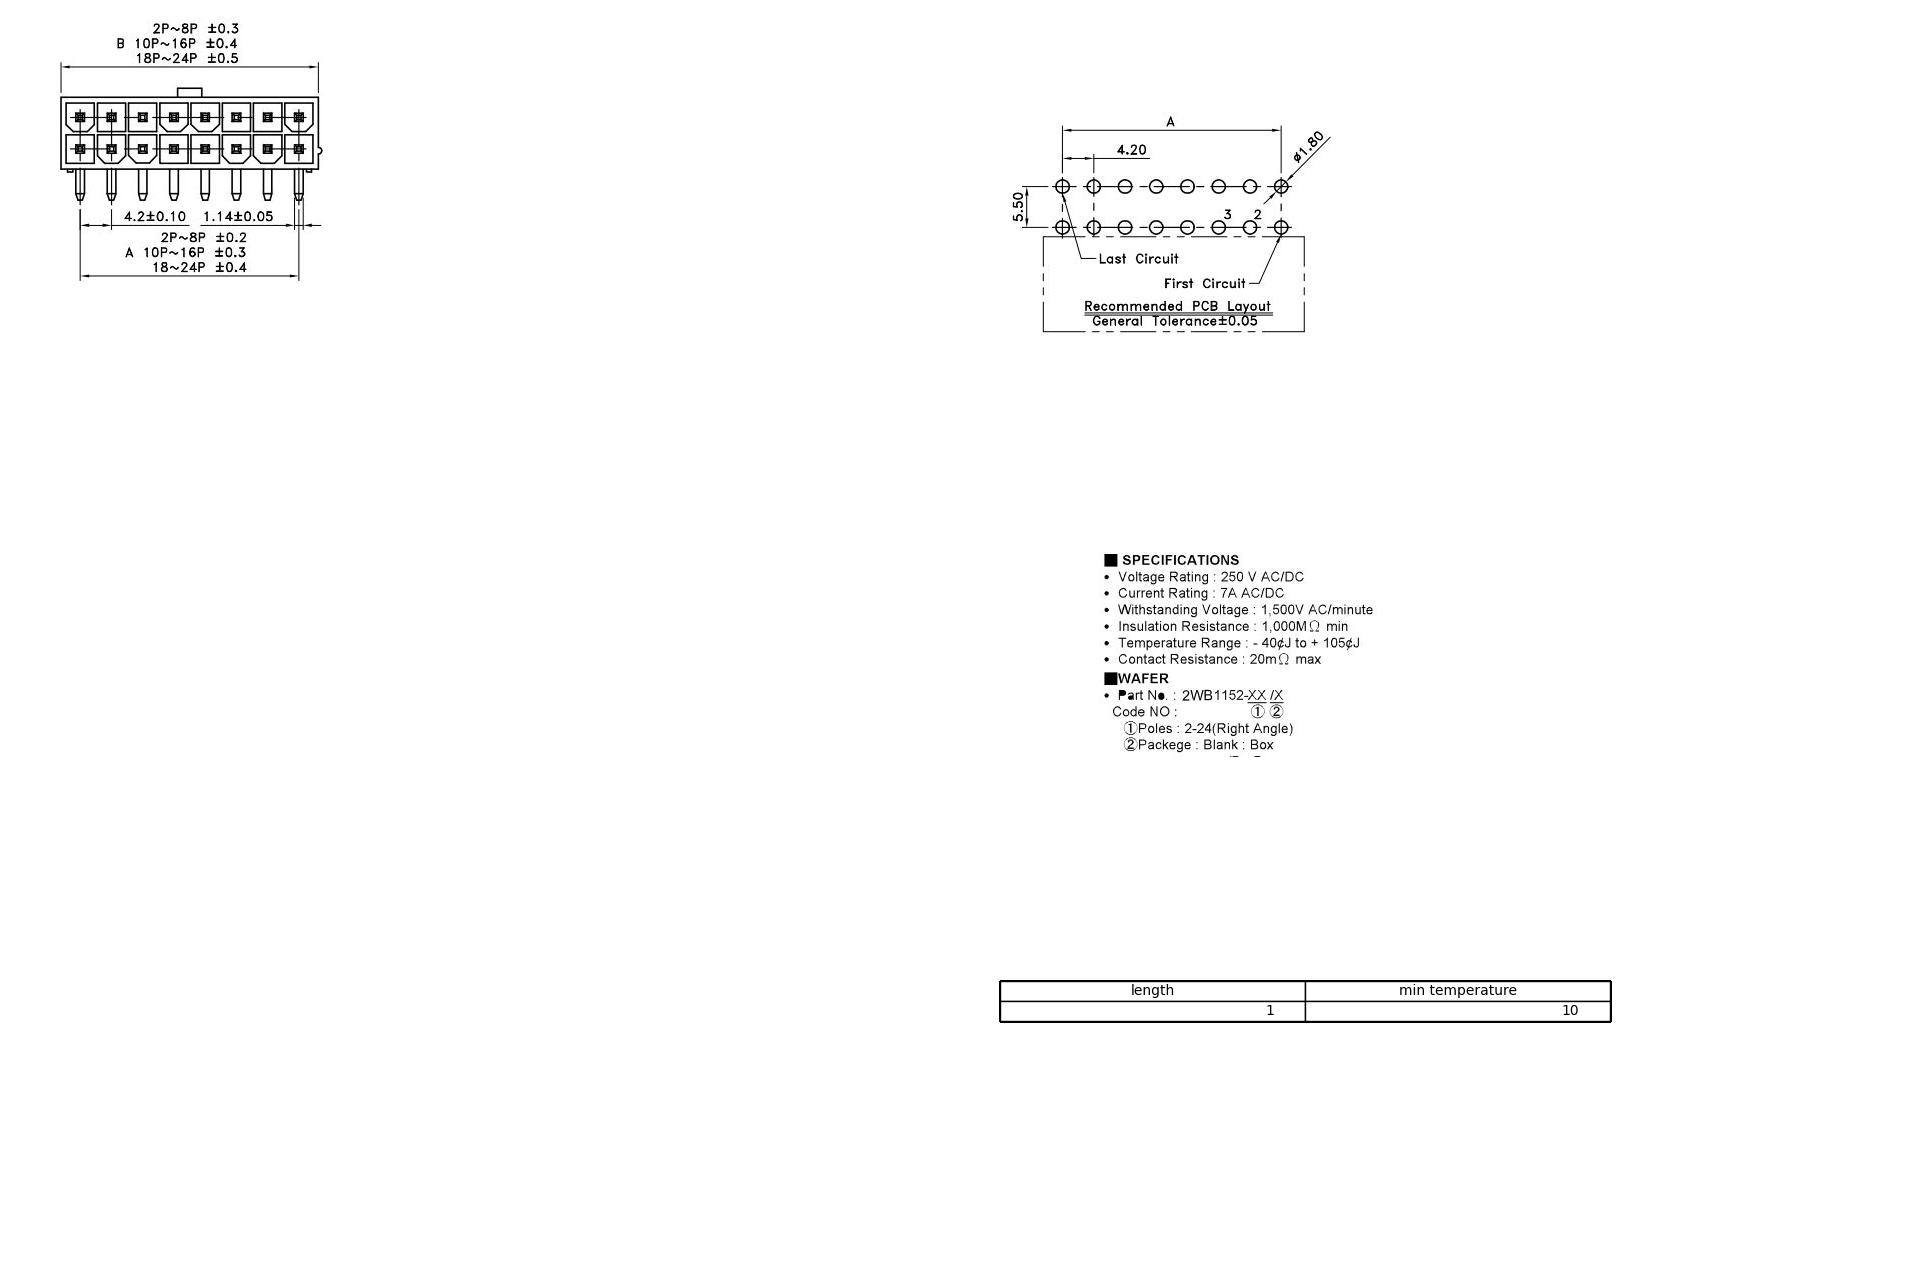 2P~8P ±0.3
B 10P~16P ±0.4
18P~24P ±0.5
4.2±0.10 1.14±0.05
2P~8P ±0.2
A 10P~16P ±0.3
18~24P ±0.4
A
4.20
ø1.80
5.50
3 2
Last Circuit
First Circuit
Recommended PCB Layout
General Tolerance±0.05
■ SPECIFICATIONS
• Voltage Rating : 250 V AC/DC
• Current Rating : 7A AC/DC
• Withstanding Voltage : 1,500V AC/minute
• Insulation Resistance : 1,000MΩ min
• Temperature Range : - 40¢J to + 105¢J
• Contact Resistance : 20mΩ max
■WAFER
• Part No. : 2WB1152-XX /X
Code NO : ① ②
①Poles : 2-24(Right Angle)
②Packege : Blank : Box
length min temperature
1 10